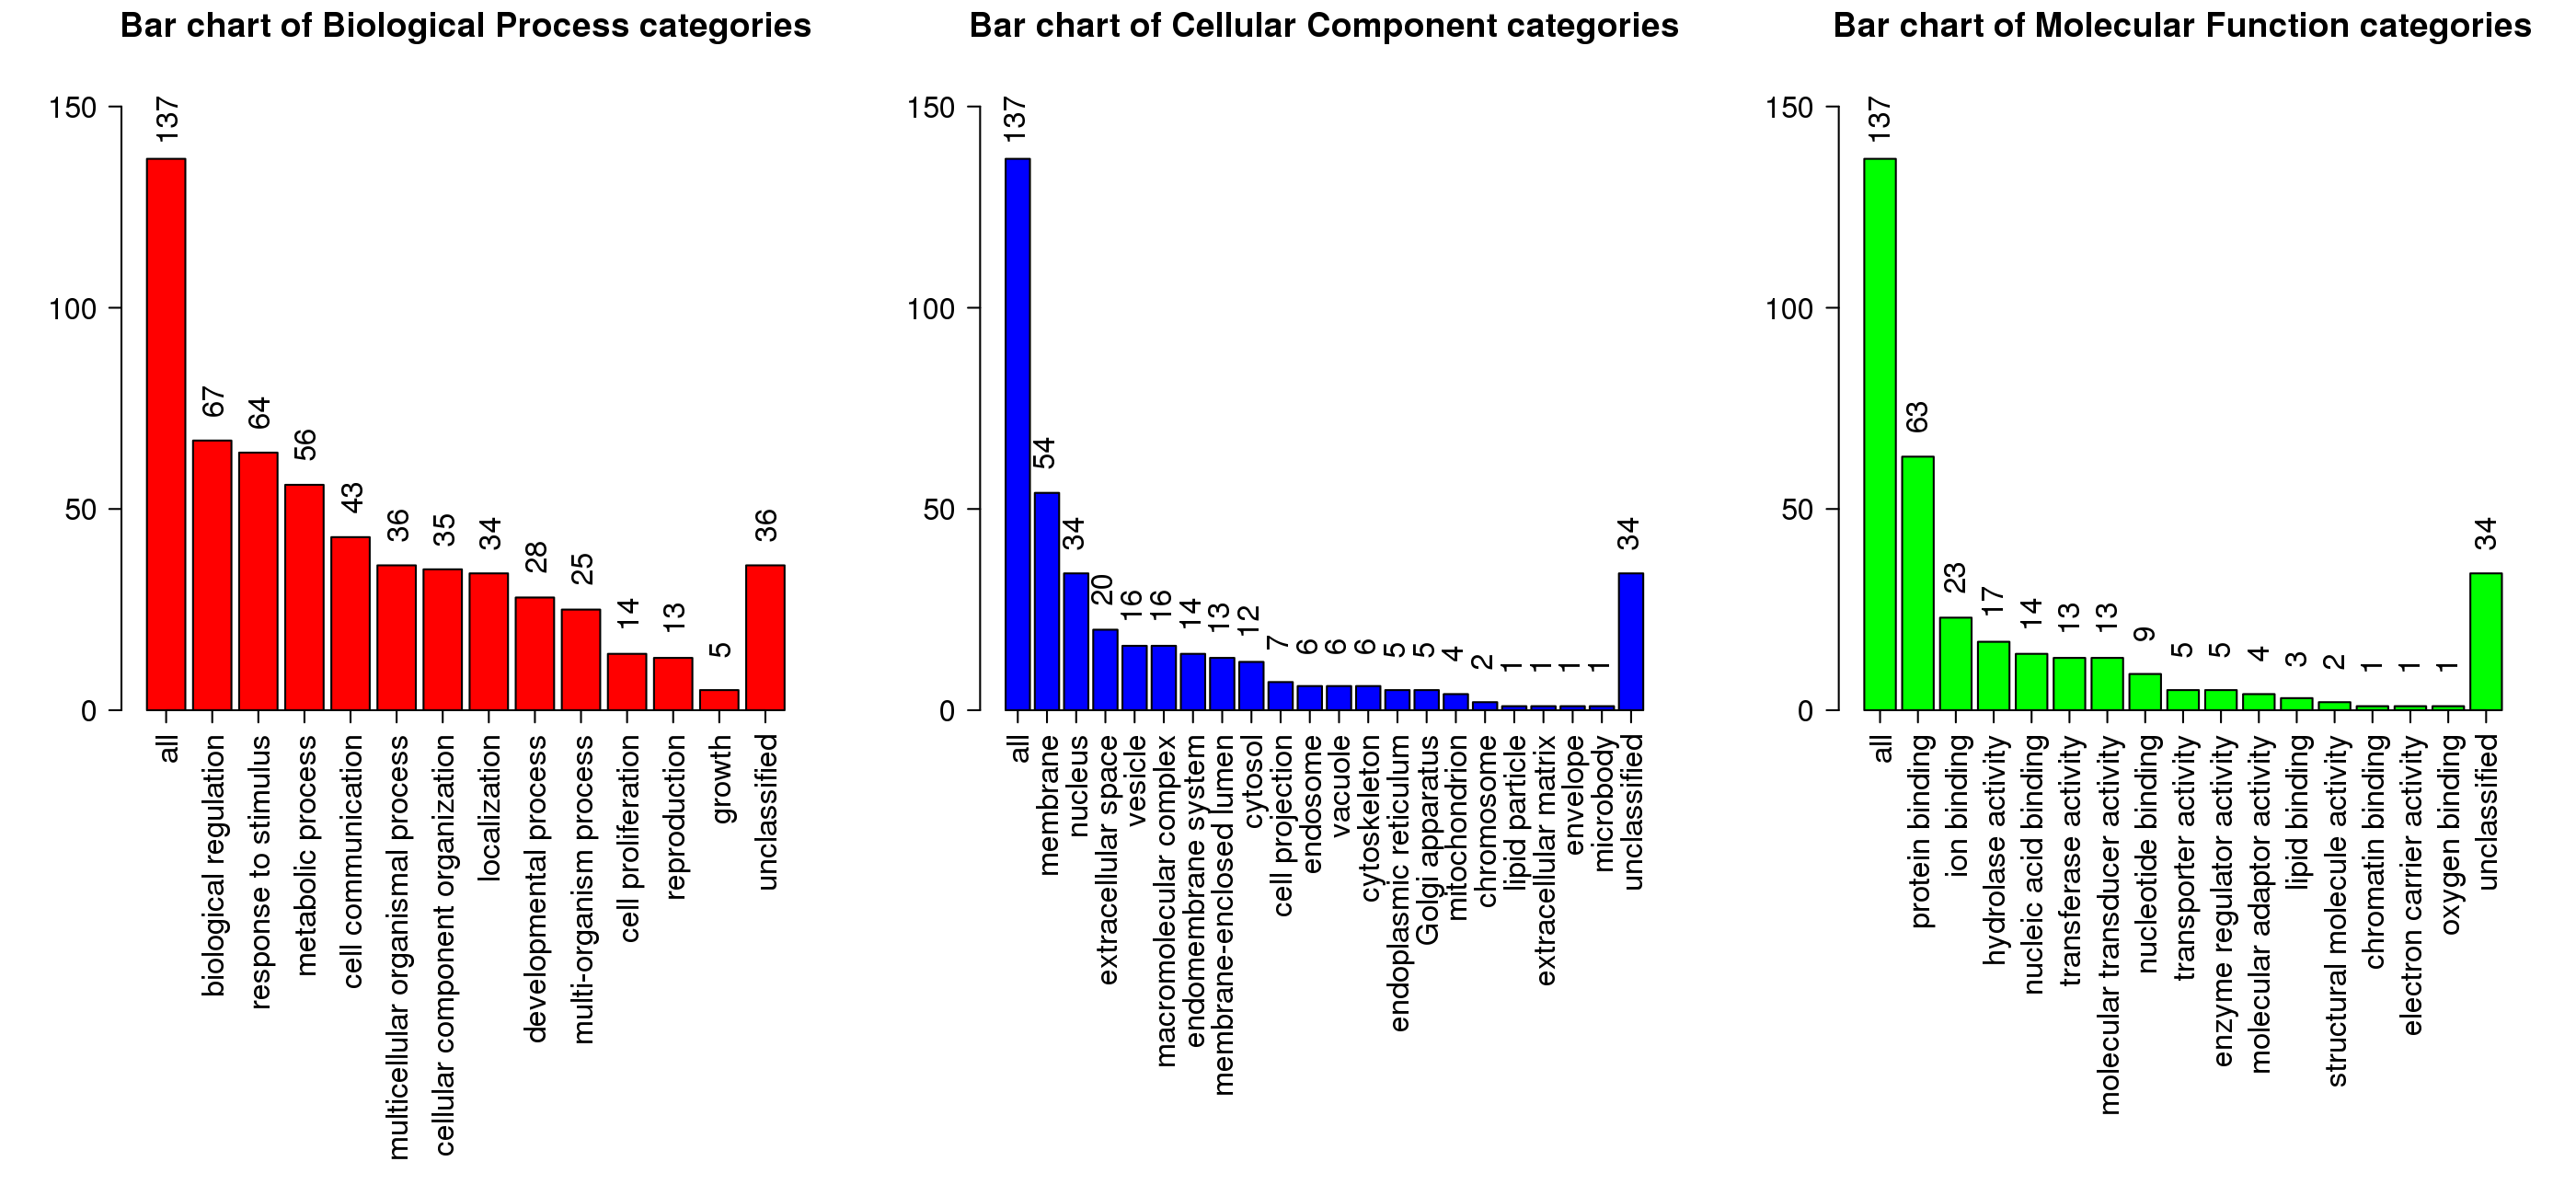 Bar chart of Biological Process categories
150
100
50
0
137
67
64
56
43
36
35
34
28
25
14
13
5
36
all
biological regulation
response to stimulus
metabolic process
cell communication
multicellular organismal process
cellular component organization
localization
developmental process
multi-organism process
cell proliferation
reproduction
growth
unclassified
Bar chart of Cellular Component categories
150
100
50
0
137
54
34
20
16
16
14
13
12
7
6
6
6
5
5
4
2
1
1
1
1
34
all
membrane
nucleus
extracellular space
vesicle
macromolecular complex
endomembrane system
membrane-enclosed lumen
cytosol
cell projection
endosome
vacuole
cytoskeleton
endoplasmic reticulum
Golgi apparatus
mitochondrion
chromosome
lipid particle
extracellular matrix
envelope
microbody
unclassified
Bar chart of Molecular Function categories
150
100
50
0
137
63
23
17
14
13
13
9
5
5
4
3
2
1
1
1
34
all
protein binding
ion binding
hydrolase activity
nucleic acid binding
transferase activity
molecular transducer activity
nucleotide binding
transporter activity
enzyme regulator activity
molecular adaptor activity
lipid binding
structural molecule activity
chromatin binding
electron carrier activity
oxygen binding
unclassified